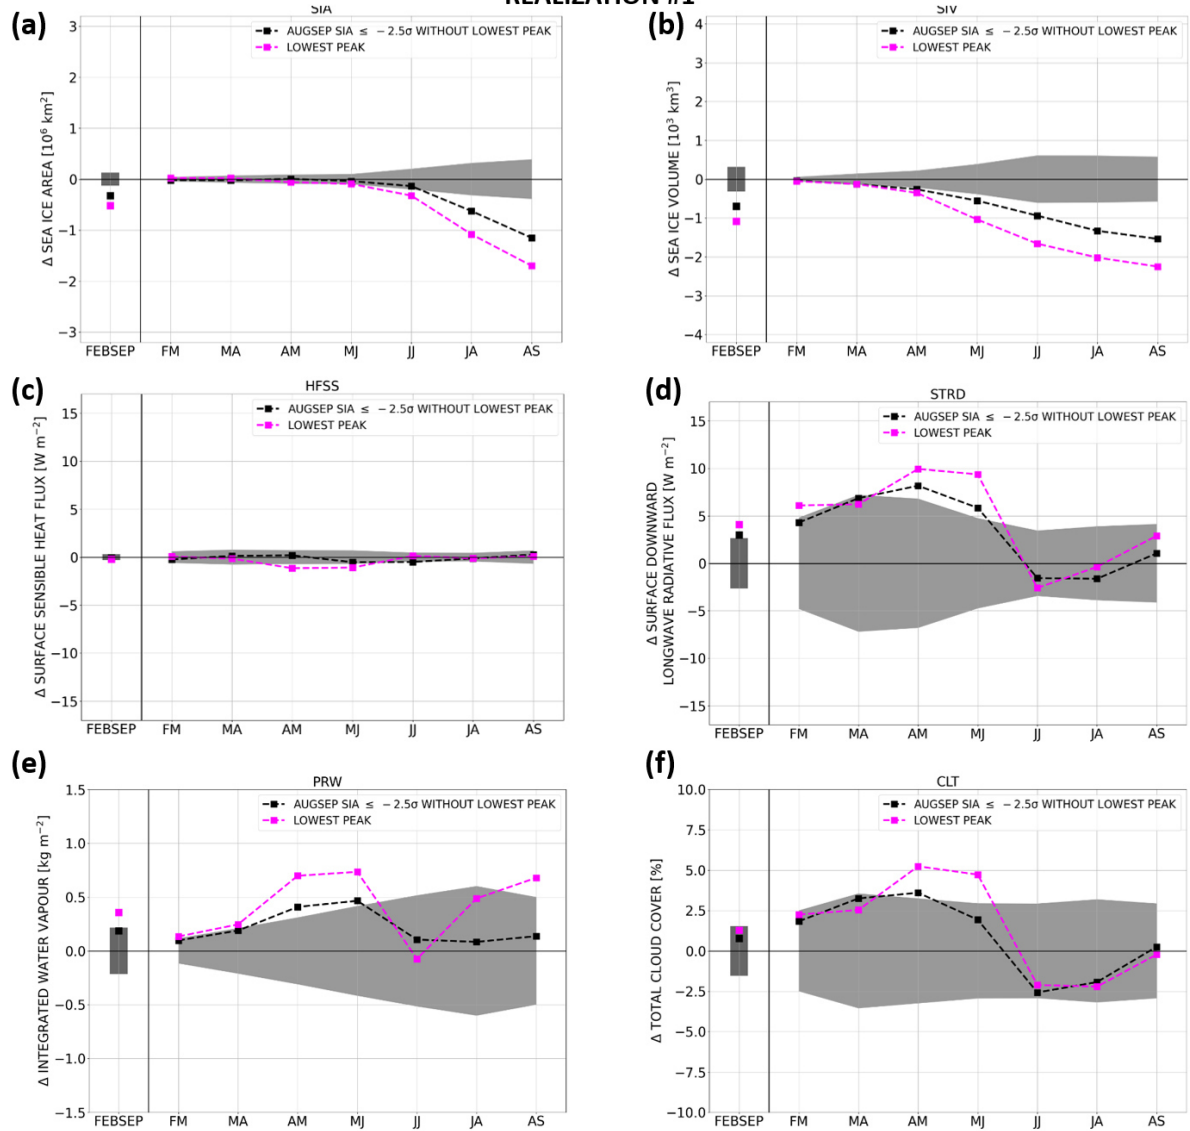 REALIZATION #1
(a)
SIA
AUGSEP SIA ≤ −2.5σ WITHOUT LOWEST PEAK
LOWEST PEAK
Δ SEA ICE AREA [10⁶ km²]
3
2
1
0
−1
−2
−3
FEBSEP FM MA AM MJ JJ JA AS
(b)
SIV
AUGSEP SIA ≤ −2.5σ WITHOUT LOWEST PEAK
LOWEST PEAK
Δ SEA ICE VOLUME [10³ km³]
4
3
2
1
0
−1
−2
−3
−4
FEBSEP FM MA AM MJ JJ JA AS
(c)
HFSS
AUGSEP SIA ≤ −2.5σ WITHOUT LOWEST PEAK
LOWEST PEAK
Δ SURFACE SENSIBLE HEAT FLUX [W m⁻²]
15
10
5
0
−5
−10
−15
FEBSEP FM MA AM MJ JJ JA AS
(d)
STRD
AUGSEP SIA ≤ −2.5σ WITHOUT LOWEST PEAK
LOWEST PEAK
Δ SURFACE DOWNWARD
LONGWAVE RADIATIVE FLUX [W m⁻²]
15
10
5
0
−5
−10
−15
FEBSEP FM MA AM MJ JJ JA AS
(e)
PRW
AUGSEP SIA ≤ −2.5σ WITHOUT LOWEST PEAK
LOWEST PEAK
Δ INTEGRATED WATER VAPOUR [kg m⁻²]
1.5
1.0
0.5
0.0
−0.5
−1.0
−1.5
FEBSEP FM MA AM MJ JJ JA AS
(f)
CLT
AUGSEP SIA ≤ −2.5σ WITHOUT LOWEST PEAK
LOWEST PEAK
Δ TOTAL CLOUD COVER [%]
10.0
7.5
5.0
2.5
0.0
−2.5
−5.0
−7.5
−10.0
FEBSEP FM MA AM MJ JJ JA AS